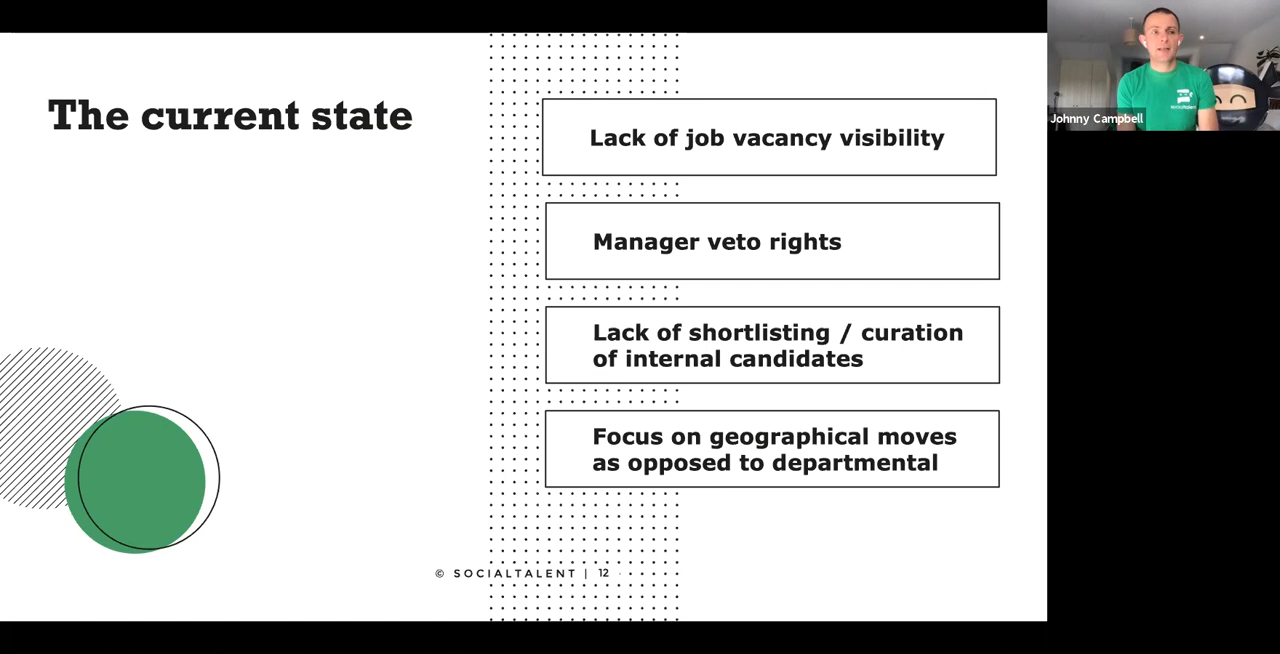 The current state
Lack of job vacancy visibility
Manager veto rights
Lack of shortlisting / curation
of internal candidates
Focus on geographical moves
as opposed to departmental
© SOCIALTALENT | 12
Johnny Campbell